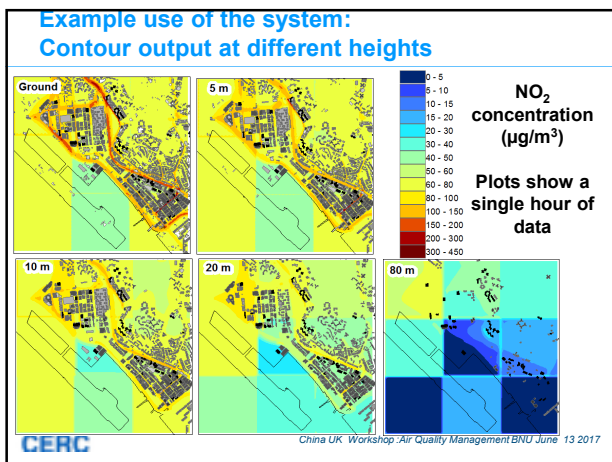 Example use of the system:
Contour output at different heights
Ground
5 m
0 - 5
5 - 10
10 - 15
15 - 20
20 - 30
30 - 40
40 - 50
50 - 60
60 - 80
80 - 100
100 - 150
150 - 200
200 - 300
300 - 450
NO₂
concentration
(µg/m³)
Plots show a
single hour of
data
10 m
20 m
80 m
CERC
China UK Workshop :Air Quality Management BNU June 13 2017